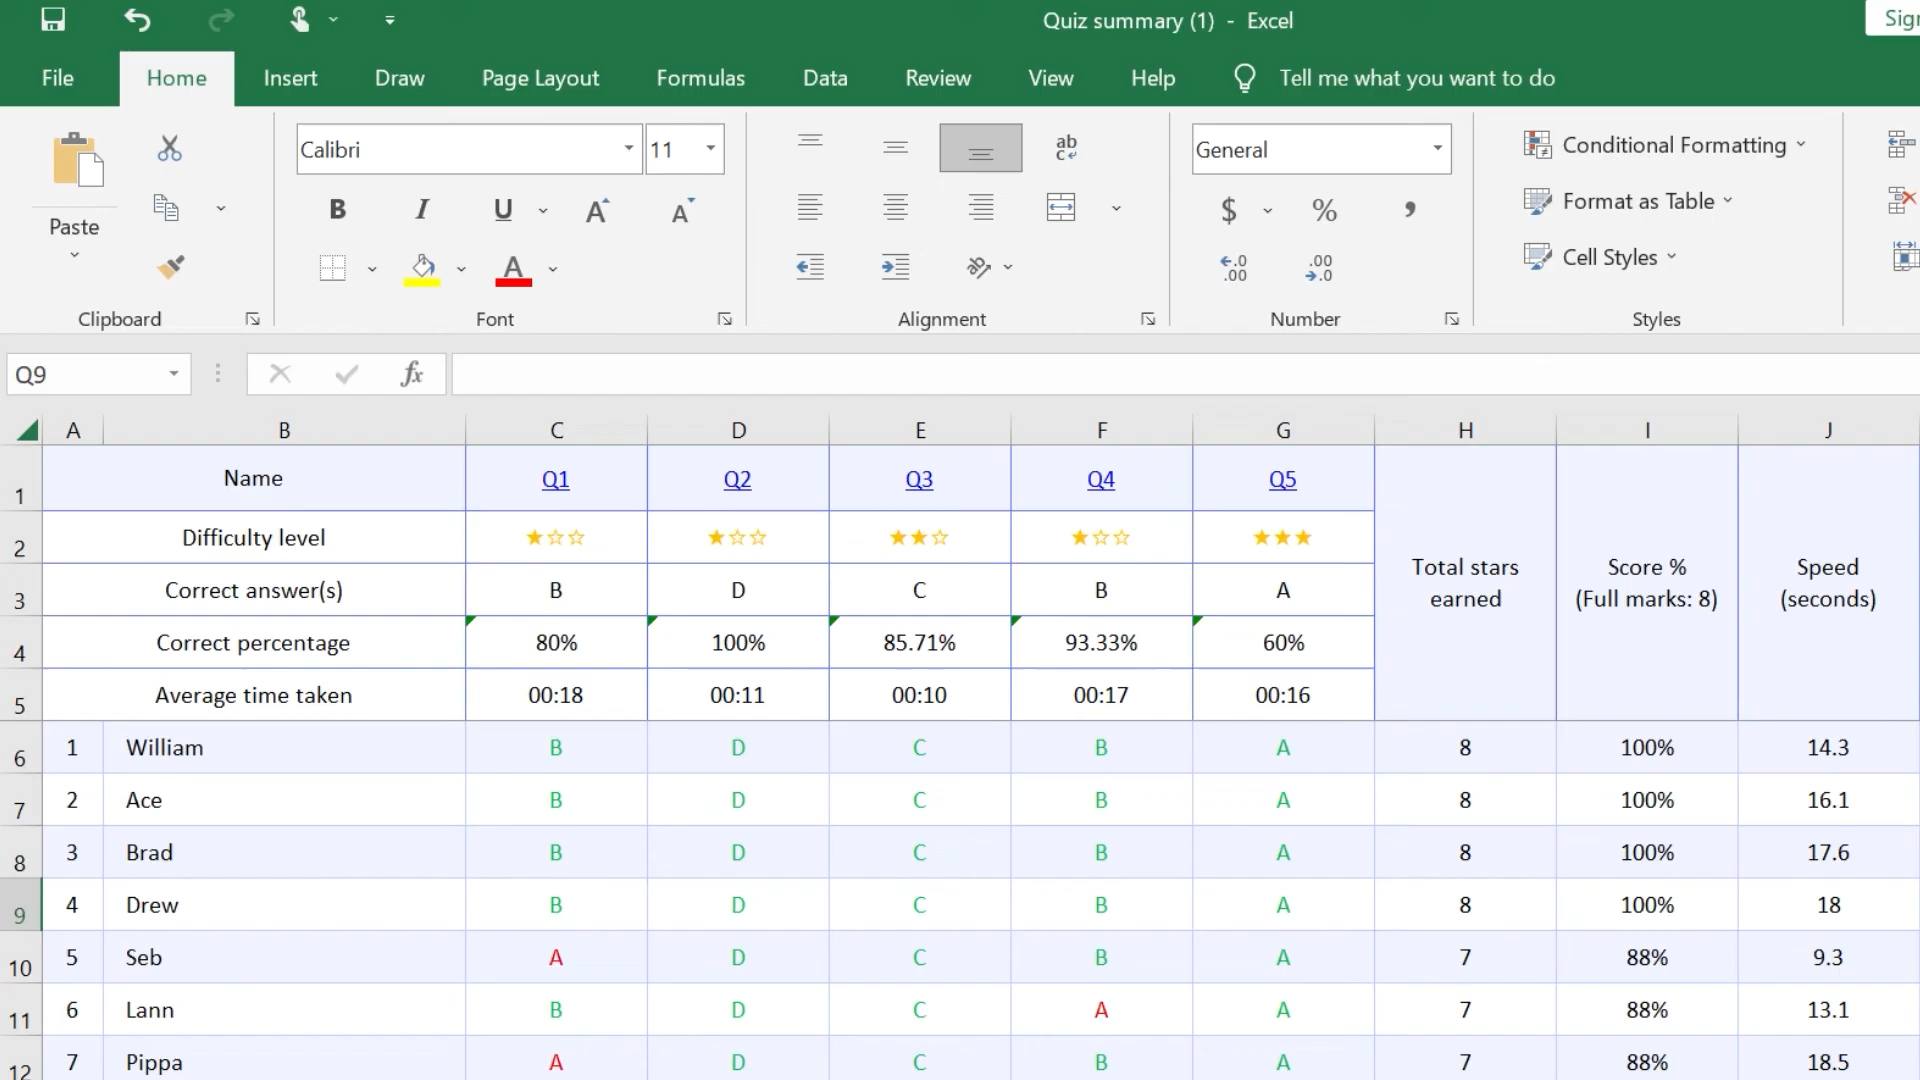 Quiz summary (1) - Excel
File Home Insert Draw Page Layout Formulas Data Review View Help Tell me what you want to do
Calibri 11 General Conditional Formatting
Paste B I U A A $ % , Format as Table
A ab .00 .00 Cell Styles
Clipboard Font Alignment Number Styles
Q9 fx
A B C D E F G H I J
1 Name Q1 Q2 Q3 Q4 Q5 Total stars earned Score % (Full marks: 8) Speed (seconds)
2 Difficulty level ★☆☆ ★☆☆ ★★☆ ★☆☆ ★★★
3 Correct answer(s) B D C B A
4 Correct percentage 80% 100% 85.71% 93.33% 60%
5 Average time taken 00:18 00:11 00:10 00:17 00:16
6 1 William B D C B A 8 100% 14.3
7 2 Ace B D C B A 8 100% 16.1
8 3 Brad B D C B A 8 100% 17.6
9 4 Drew B D C B A 8 100% 18
10 5 Seb A D C B A 7 88% 9.3
11 6 Lann B D C A A 7 88% 13.1
12 7 Pippa A D C B A 7 88% 18.5